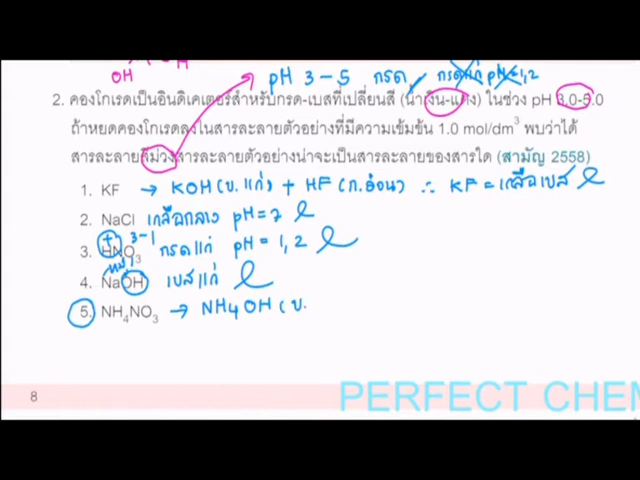 OH H
pH 3-5 กรด กรดแก่ pH=1,2
2. คองโกเรดเป็นอินดิเคเตอร์สำหรับกรด-เบสที่เปลี่ยนสี (น้ำเงิน-แดง) ในช่วง pH 3.0-5.0
ถ้าหยดคองโกเรดลงในสารละลายตัวอย่างที่มีความเข้มข้น 1.0 mol/dm³ พบว่าได้
สารละลายสีม่วงสารละลายตัวอย่างน่าจะเป็นสารละลายของสารใด (สามัญ 2558)
1. KF → KOH (บ.แก่) + HF (ก.อ่อน) ∴ KF = เกลือเบส
2. NaCl เกลือกลาง pH = 7
3. HNO₃ + 3-1 กรดแก่ pH = 1,2
หมู่ 1
4. NaOH เบสแก่
5. NH₄NO₃ → NH4OH (บ.
8
PERFECT CHEM